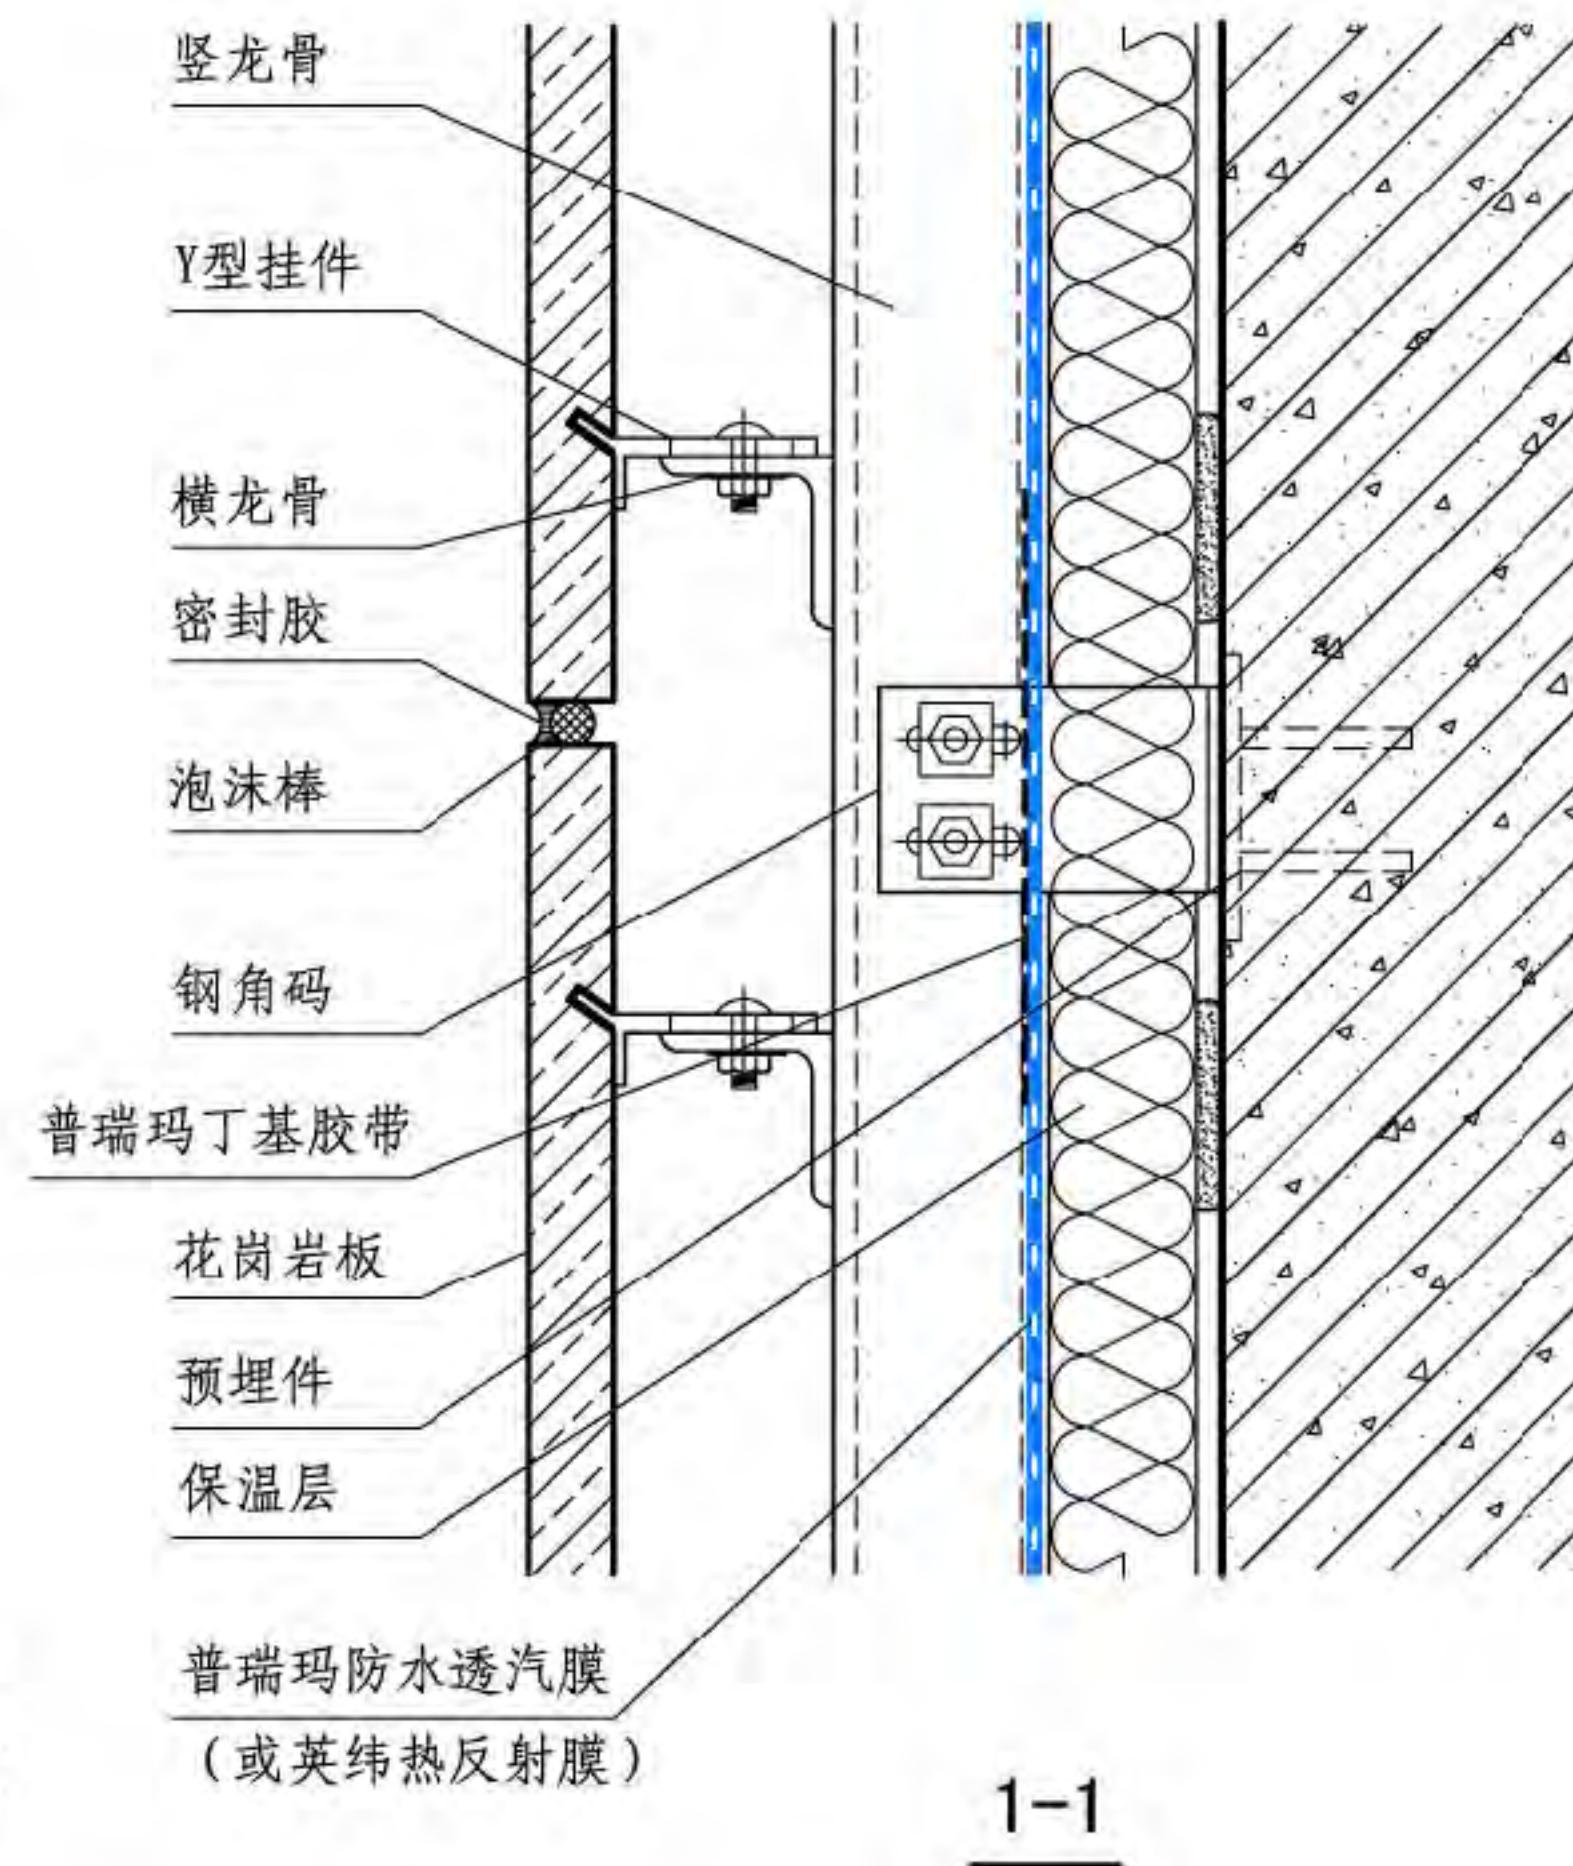 竖龙骨
Y型挂件
横龙骨
密封胶
泡沫棒
钢角码
普瑞玛丁基胶带
花岗岩板
预埋件
保温层
普瑞玛防水透汽膜
（或英纬热反射膜）
1-1